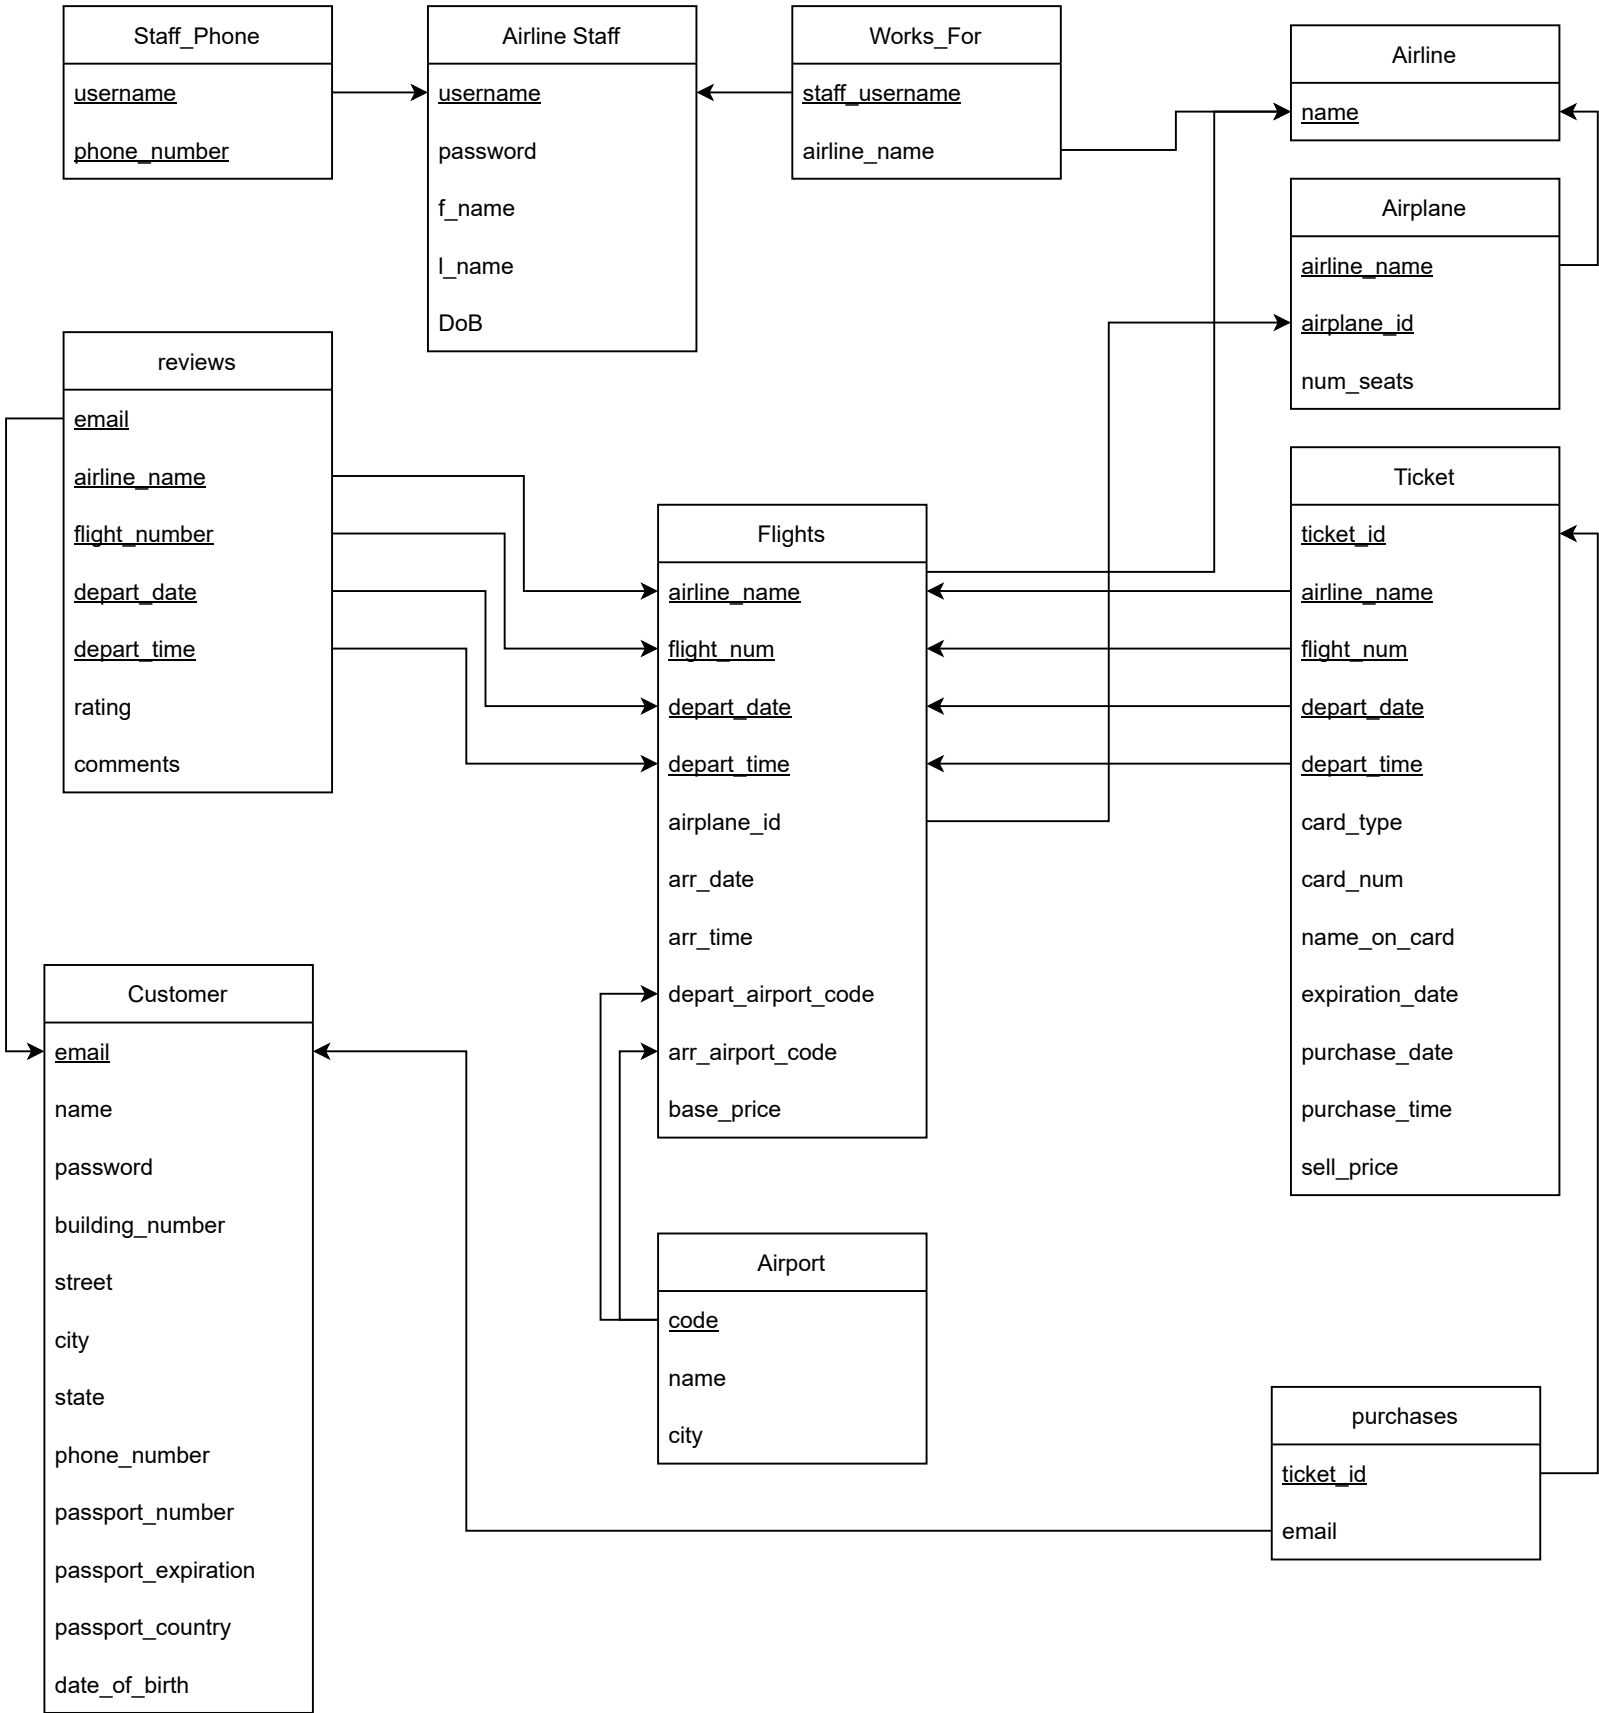 Staff_Phone
username
phone_number
Airline Staff
username
password
f_name
l_name
DoB
Works_For
staff_username
airline_name
Airline
name
Airplane
airline_name
airplane_id
num_seats
reviews
email
airline_name
flight_number
depart_date
depart_time
rating
comments
Flights
airline_name
flight_num
depart_date
depart_time
airplane_id
arr_date
arr_time
depart_airport_code
arr_airport_code
base_price
Ticket
ticket_id
airline_name
flight_num
depart_date
depart_time
card_type
card_num
name_on_card
expiration_date
purchase_date
purchase_time
sell_price
Customer
email
name
password
building_number
street
city
state
phone_number
passport_number
passport_expiration
passport_country
date_of_birth
Airport
code
name
city
purchases
ticket_id
email